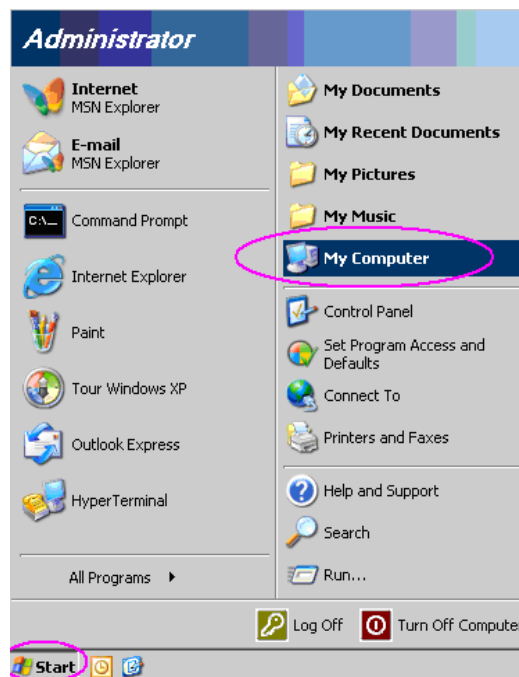 Administrator
Internet
MSN Explorer
E-mail
MSN Explorer
C:\_
Command Prompt
Internet Explorer
Paint
Tour Windows XP
Outlook Express
HyperTerminal
All Programs
My Documents
My Recent Documents
My Pictures
My Music
My Computer
Control Panel
Set Program Access and
Defaults
Connect To
Printers and Faxes
Help and Support
Search
Run...
Log Off
Turn Off Compute
Start